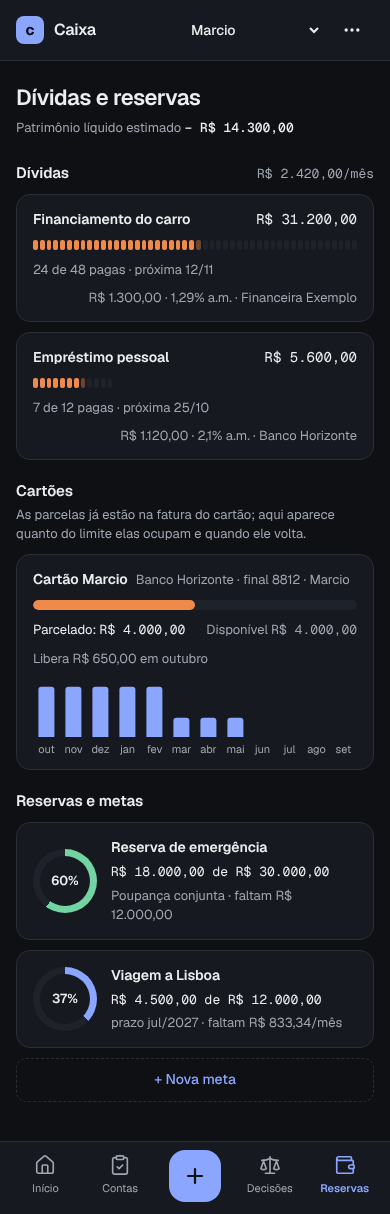 c Caixa Marcio
Dívidas e reservas
Patrimônio líquido estimado − R$ 14.300,00
Dívidas R$ 2.420,00/mês
Financiamento do carro R$ 31.200,00
24 de 48 pagas · próxima 12/11
R$ 1.300,00 · 1,29% a.m. · Financeira Exemplo
Empréstimo pessoal R$ 5.600,00
7 de 12 pagas · próxima 25/10
R$ 1.120,00 · 2,1% a.m. · Banco Horizonte
Cartões
As parcelas já estão na fatura do cartão; aqui aparece
quanto do limite elas ocupam e quando ele volta.
Cartão Marcio Banco Horizonte · final 8812 · Marcio
Parcelado: R$ 4.000,00 Disponível R$ 4.000,00
Libera R$ 650,00 em outubro
out nov dez jan fev mar abr mai jun jul ago set
Reservas e metas
Reserva de emergência
60% R$ 18.000,00 de R$ 30.000,00
Poupança conjunta · faltam R$
12.000,00
Viagem a Lisboa
37% R$ 4.500,00 de R$ 12.000,00
prazo jul/2027 · faltam R$ 833,34/mês
+ Nova meta
Início Contas + Decisões Reservas